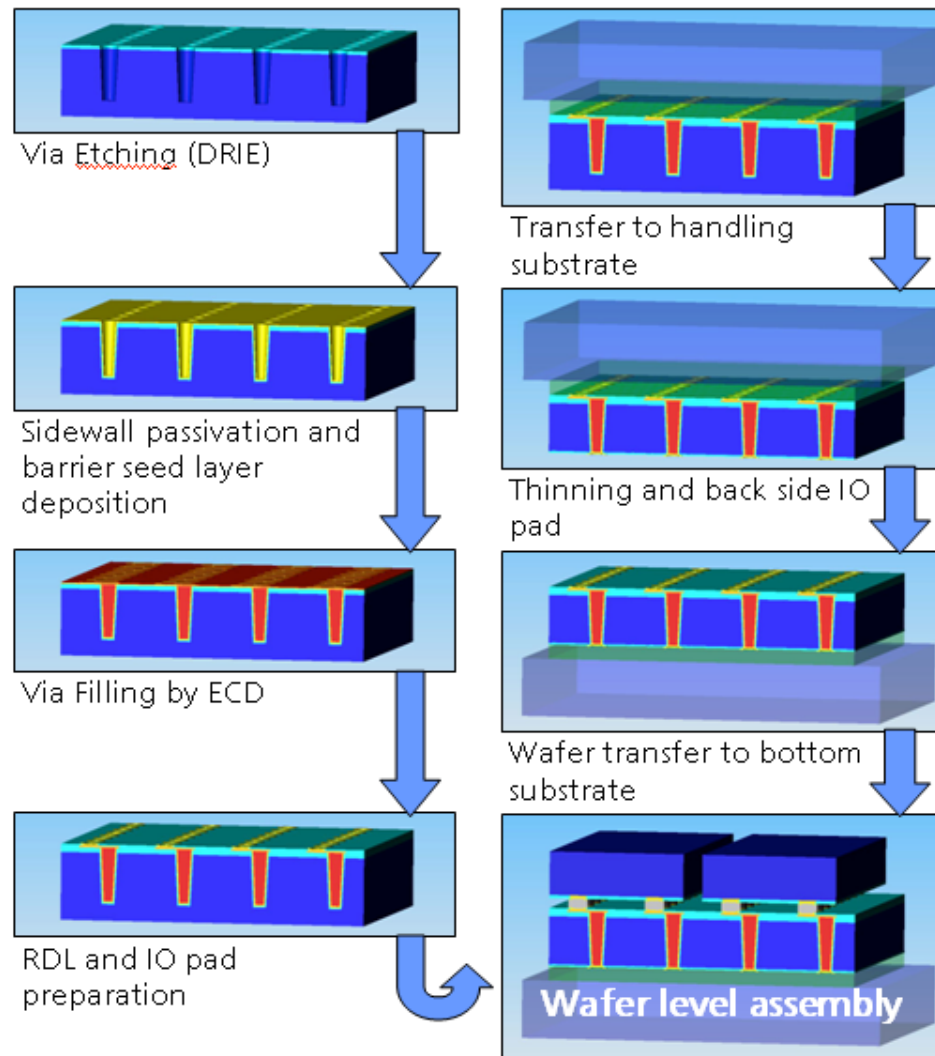 Via Etching (DRIE)
Sidewall passivation and
barrier seed layer
deposition
Via Filling by ECD
RDL and IO pad
preparation
Transfer to handling
substrate
Thinning and back side IO
pad
Wafer transfer to bottom
substrate
Wafer level assembly